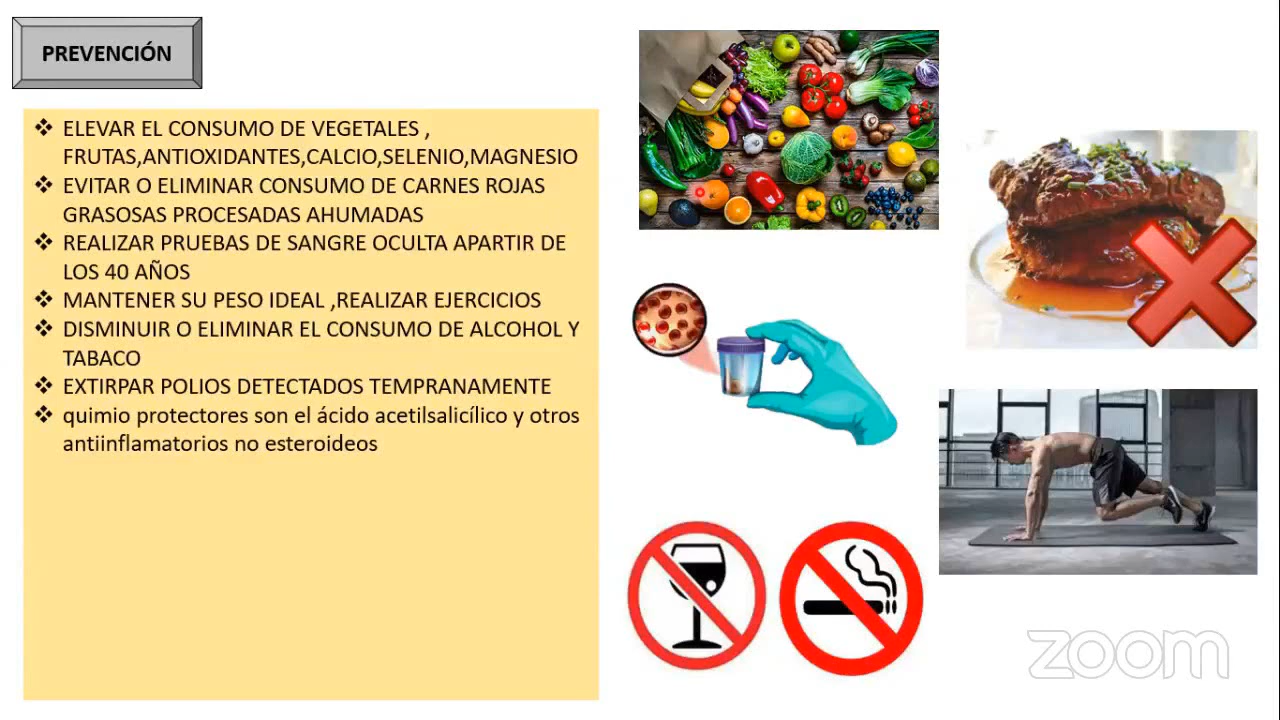 PREVENCIÓN
❖ ELEVAR EL CONSUMO DE VEGETALES ,
FRUTAS,ANTIOXIDANTES,CALCIO,SELENIO,MAGNESIO
❖ EVITAR O ELIMINAR CONSUMO DE CARNES ROJAS
GRASOSAS PROCESADAS AHUMADAS
❖ REALIZAR PRUEBAS DE SANGRE OCULTA APARTIR DE
LOS 40 AÑOS
❖ MANTENER SU PESO IDEAL ,REALIZAR EJERCICIOS
❖ DISMINUIR O ELIMINAR EL CONSUMO DE ALCOHOL Y
TABACO
❖ EXTIRPAR POLIOS DETECTADOS TEMPRANAMENTE
❖ quimio protectores son el ácido acetilsalicílico y otros
antiinflamatorios no esteroideos
zoom